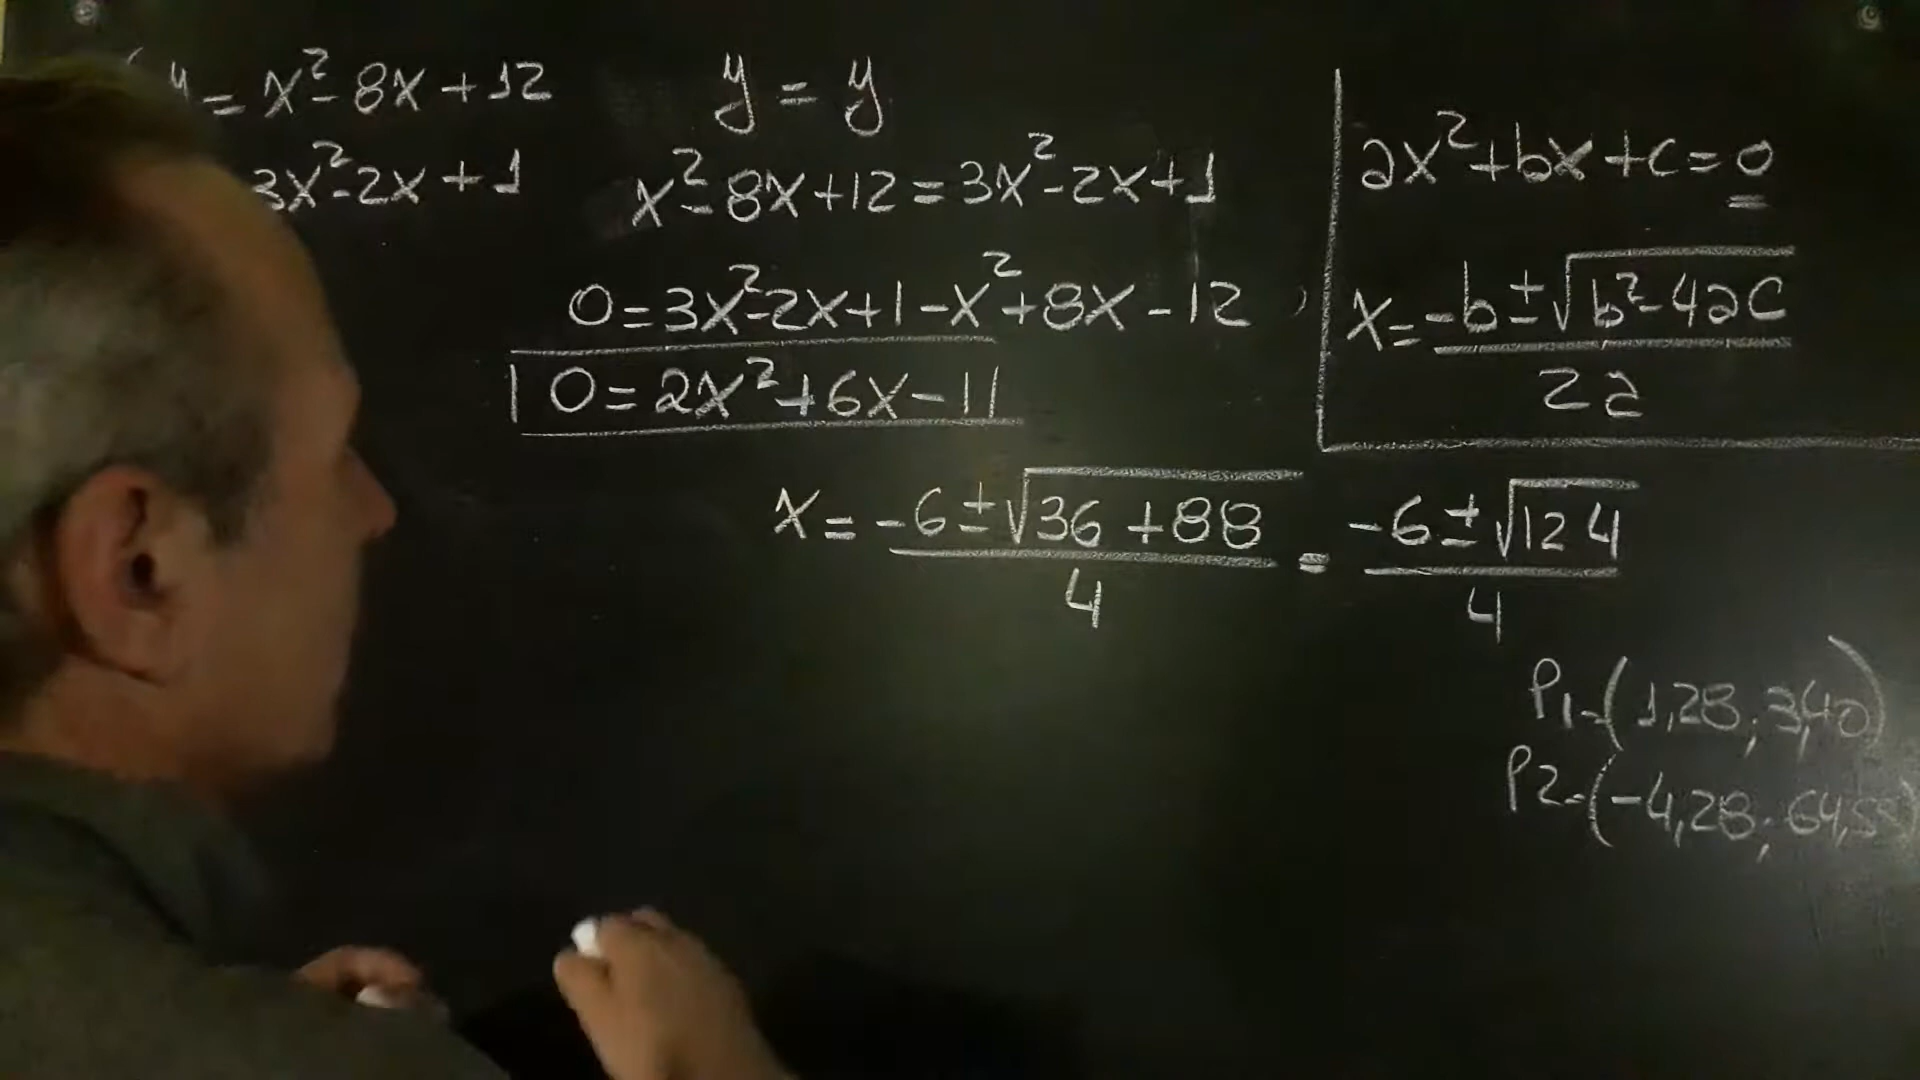 y = x² - 8x + 12
3x² - 2x + 1
y = y
x² - 8x + 12 = 3x² - 2x + 1
0 = 3x² - 2x + 1 - x² + 8x - 12
0 = 2x² + 6x - 11
x = (-6 ± √(36 + 88))/4 = (-6 ± √124)/4
ax² + bx + c = 0
x = (-b ± √(b² - 4ac))/2a
P1 = (1,28; 3,40)
P2 = (-4,28; 64,55)